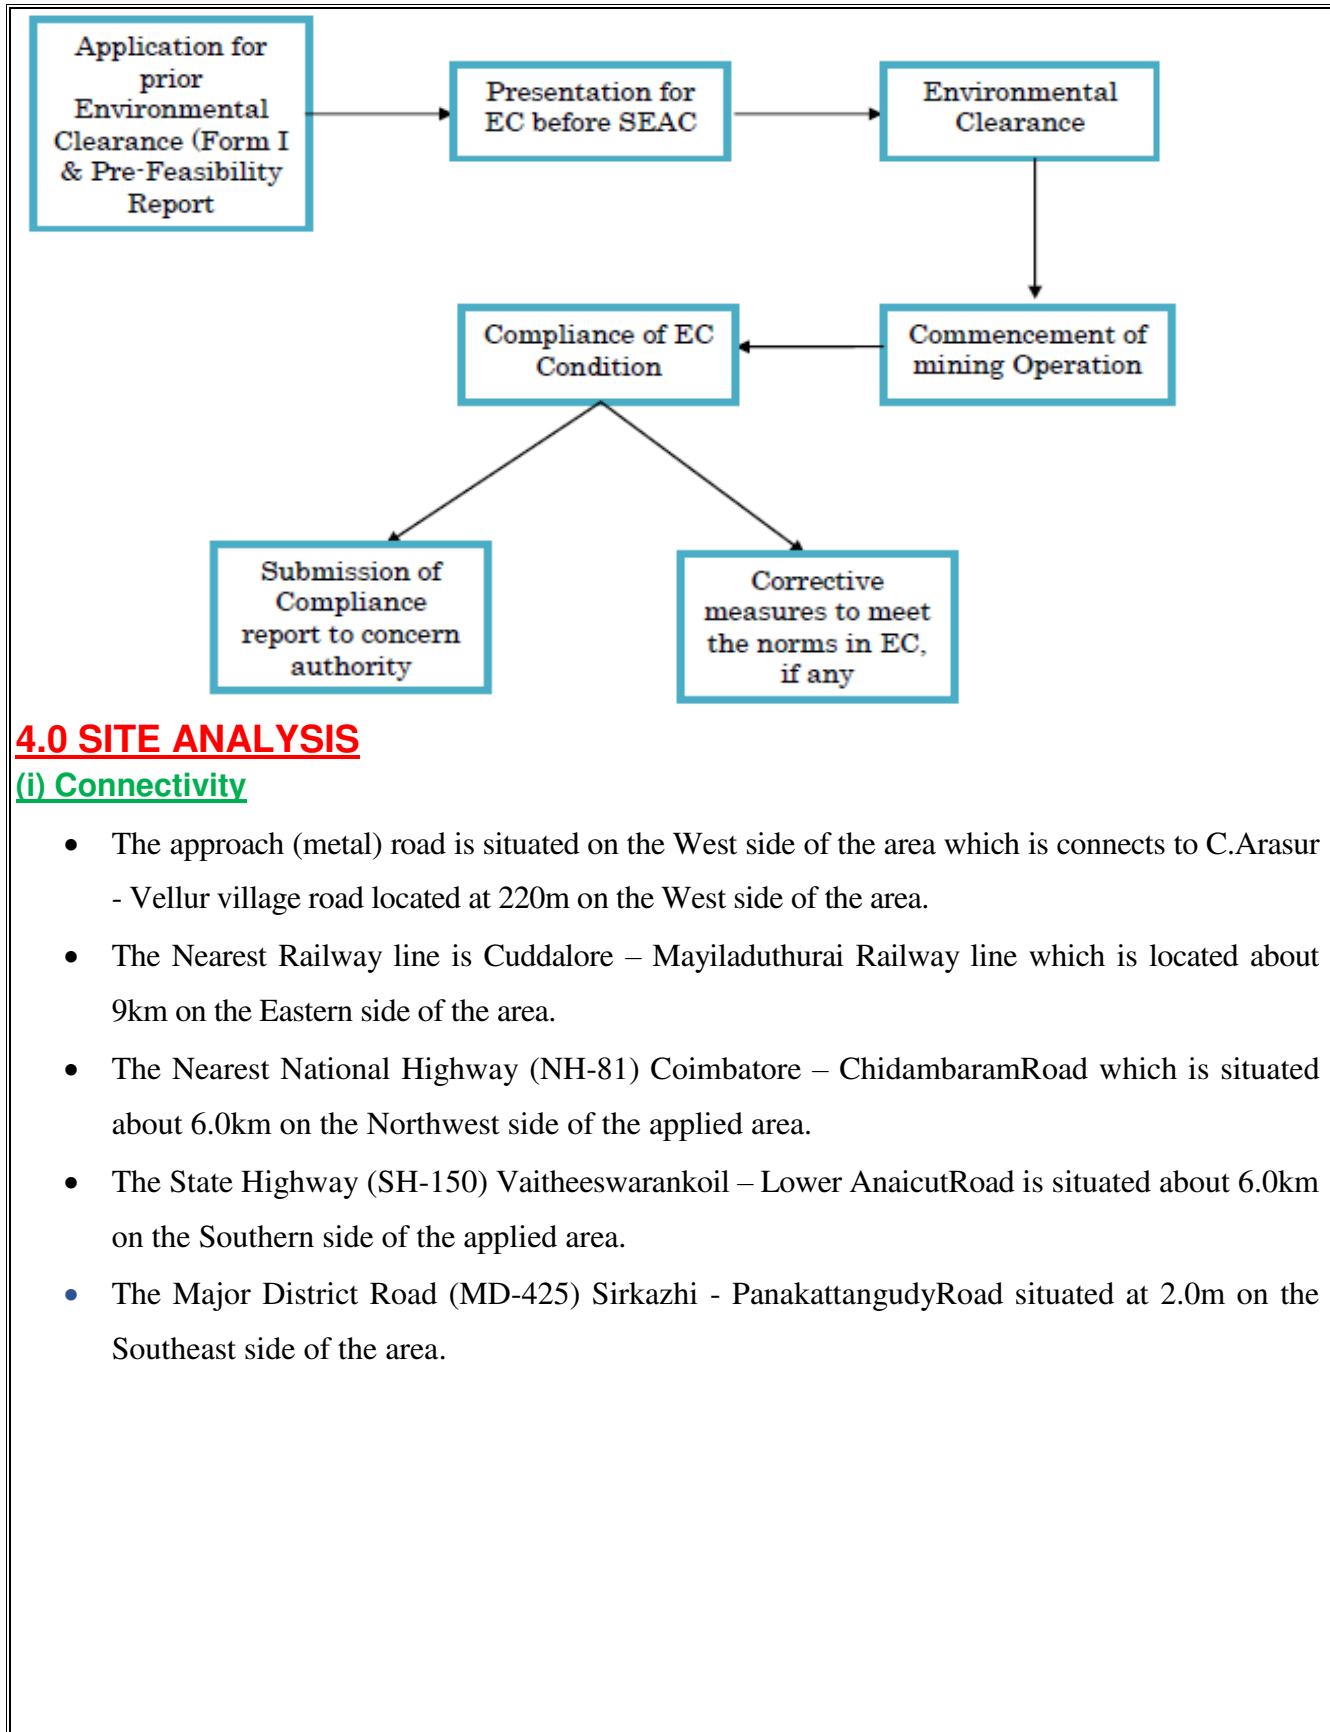 Application for
prior
Environmental
Clearance (Form I
& Pre-Feasibility
Report
Presentation for
EC before SEAC
Environmental
Clearance
Compliance of EC
Condition
Commencement of
mining Operation
Submission of
Compliance
report to concern
authority
Corrective
measures to meet
the norms in EC,
if any
4.0 SITE ANALYSIS
(i) Connectivity
• The approach (metal) road is situated on the West side of the area which is connects to C.Arasur
- Vellur village road located at 220m on the West side of the area.
• The Nearest Railway line is Cuddalore – Mayiladuthurai Railway line which is located about
9km on the Eastern side of the area.
• The Nearest National Highway (NH-81) Coimbatore – ChidambaramRoad which is situated
about 6.0km on the Northwest side of the applied area.
• The State Highway (SH-150) Vaitheeswarankoil – Lower AnaicutRoad is situated about 6.0km
on the Southern side of the applied area.
• The Major District Road (MD-425) Sirkazhi - PanakattangudyRoad situated at 2.0m on the
Southeast side of the area.